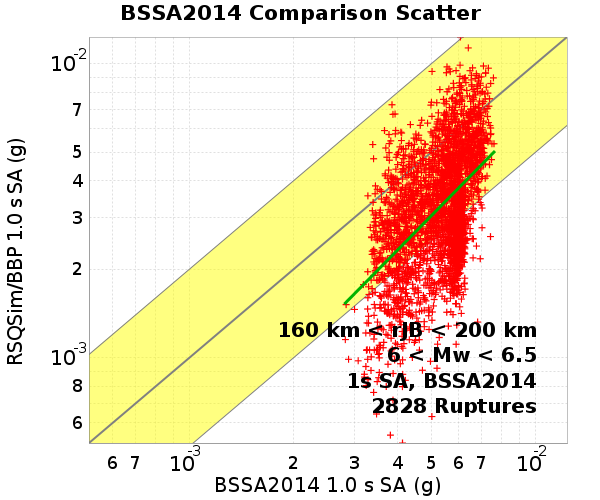 BSSA2014 Comparison Scatter
10-2
7
5
4
3
2
10-3
8
6
RSQSim/BBP 1.0 s SA (g)
160 km < rJB < 200 km
6 < Mw < 6.5
1s SA, BSSA2014
2828 Ruptures
6 7 10-3 2 3 4 5 6 7 10-2
BSSA2014 1.0 s SA (g)